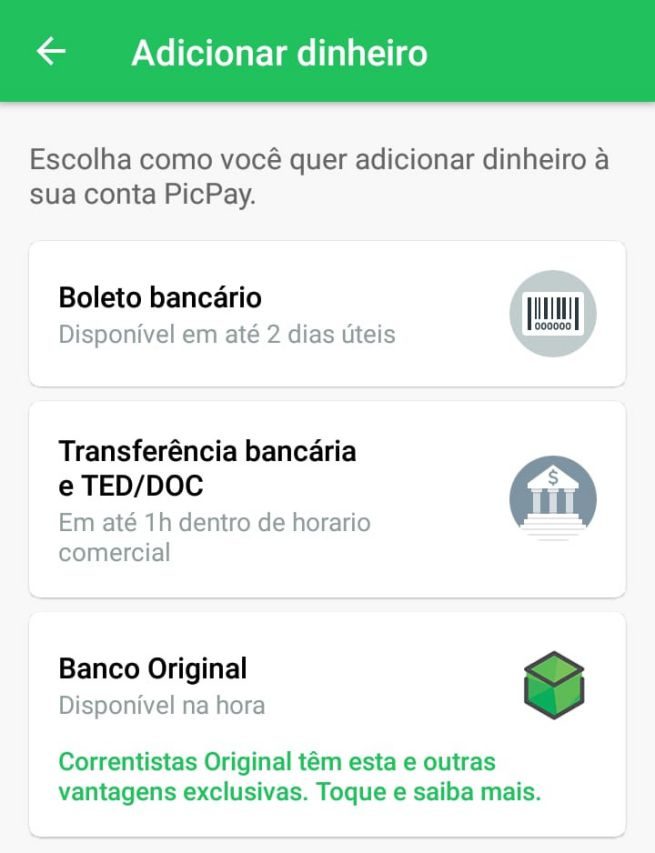 Adicionar dinheiro
Escolha como você quer adicionar dinheiro à
sua conta PicPay.
Boleto bancário
Disponível em até 2 dias úteis
000000
Transferência bancária
e TED/DOC
Em até 1h dentro de horario
comercial
$
Banco Original
Disponível na hora
Correntistas Original têm esta e outras
vantagens exclusivas. Toque e saiba mais.